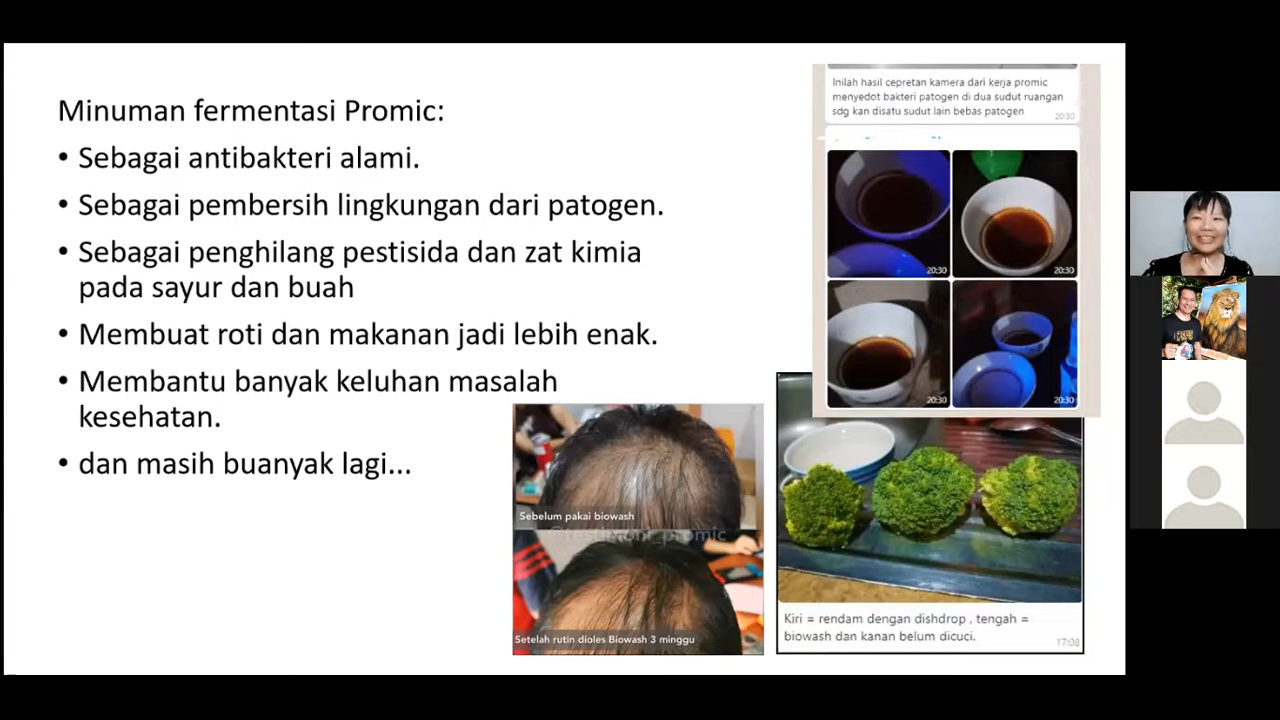 Minuman fermentasi Promic:
• Sebagai antibakteri alami.
• Sebagai pembersih lingkungan dari patogen.
• Sebagai penghilang pestisida dan zat kimia
pada sayur dan buah
• Membuat roti dan makanan jadi lebih enak.
• Membantu banyak keluhan masalah
kesehatan.
• dan masih buanyak lagi...
Inilah hasil cepretan kamera dari kerja promic
menyedot bakteri patogen di dua sudut ruangan
sdg kan disatu sudut lain bebas patogen
20:30
20:30
20:30
20:30
20:30
Sebelum pakai biowash
@testimoni_promic
Setelah rutin dioles Biowash 3 minggu
Kiri = rendam dengan dishdrop , tengah =
biowash dan kanan belum dicuci.
17:08